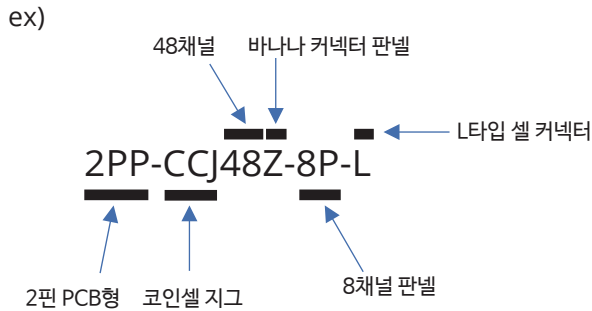 ex)
48채널 바나나 커넥터 판넬
L타입 셀 커넥터
2PP-CCJ48Z-8P-L
2핀 PCB형 코인셀 지그 8채널 판넬